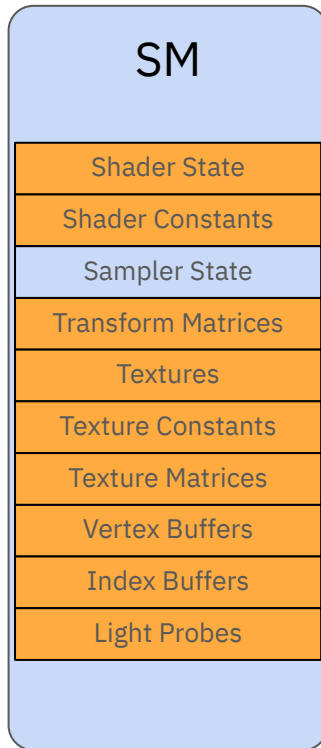 SM
Shader State
Shader Constants
Sampler State
Transform Matrices
Textures
Texture Constants
Texture Matrices
Vertex Buffers
Index Buffers
Light Probes